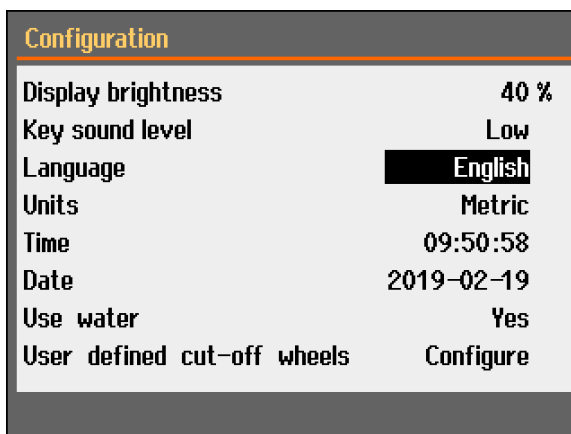 Configuration
Display brightness 40 %
Key sound level Low
Language English
Units Metric
Time 09:50:58
Date 2019-02-19
Use water Yes
User defined cut-off wheels Configure